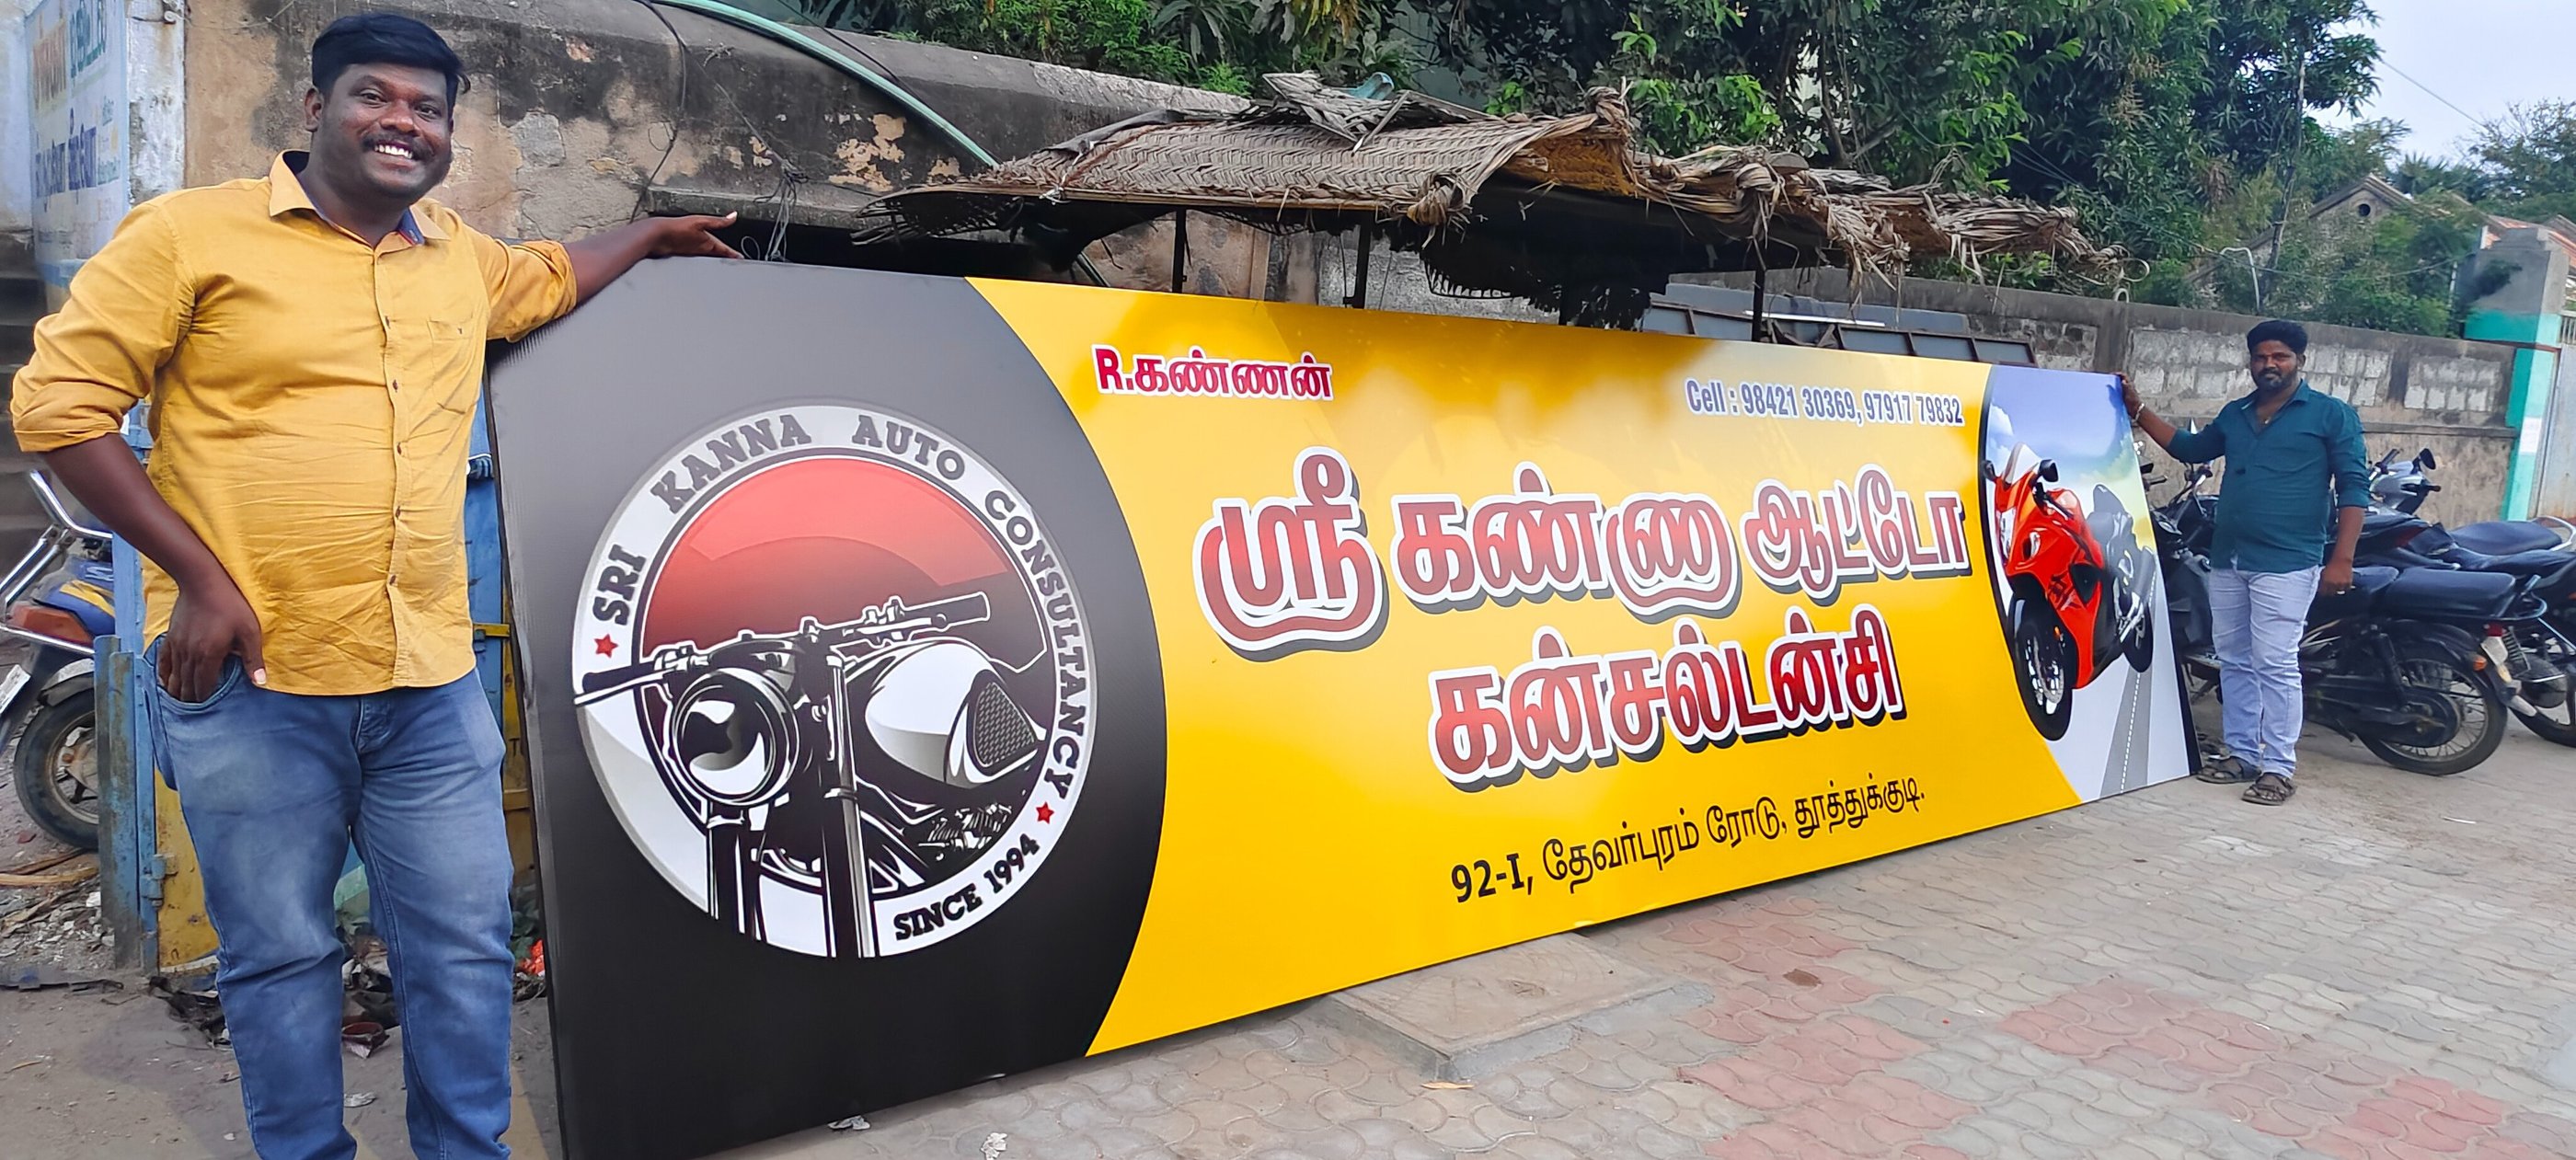 SRI KANNA AUTO CONSULTANCY
SINCE 1994
R.கண்ணன்
Cell : 98421 30369, 97917 79832
ஸ்ரீ கண்ணா ஆட்டோ
கன்சல்டன்சி
92-I, தேவர்புரம் ரோடு, தூத்துக்குடி.